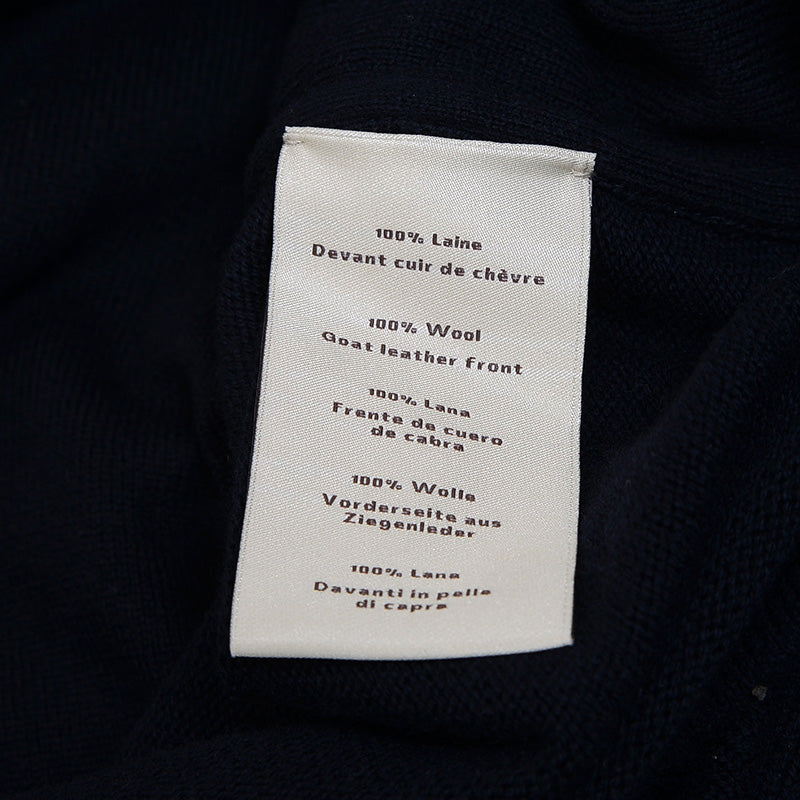 100% Laine
Devant cuir de chèvre
100% Wool
Goat leather front
100% Lana
Frente de cuero
de cabra
100% Wolle
Vorderseite aus
Ziegenleder
100% Lana
Davanti in pelle
di capra